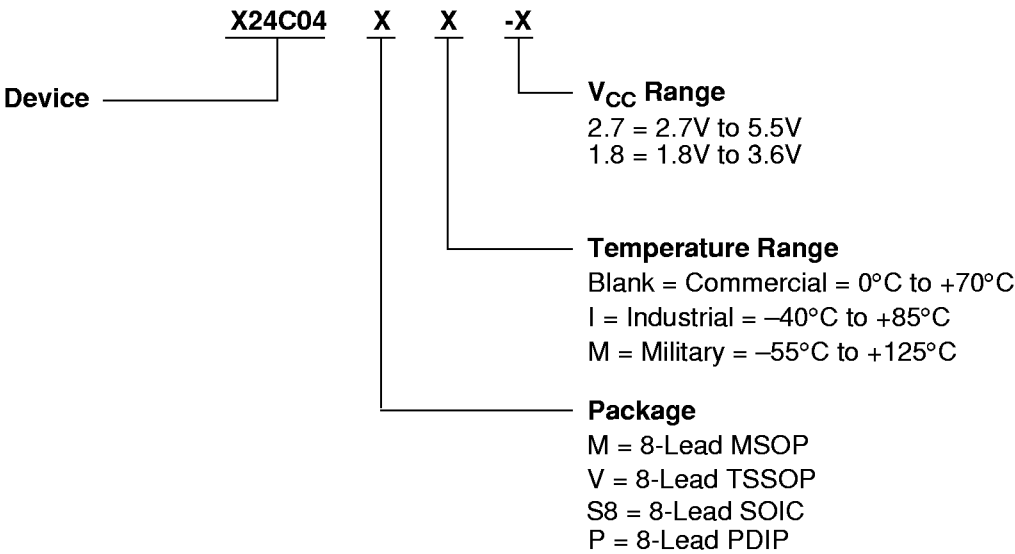 X24C04 X X -X
Device
VCC Range
2.7 = 2.7V to 5.5V
1.8 = 1.8V to 3.6V
Temperature Range
Blank = Commercial = 0°C to +70°C
I = Industrial = –40°C to +85°C
M = Military = –55°C to +125°C
Package
M = 8-Lead MSOP
V = 8-Lead TSSOP
S8 = 8-Lead SOIC
P = 8-Lead PDIP